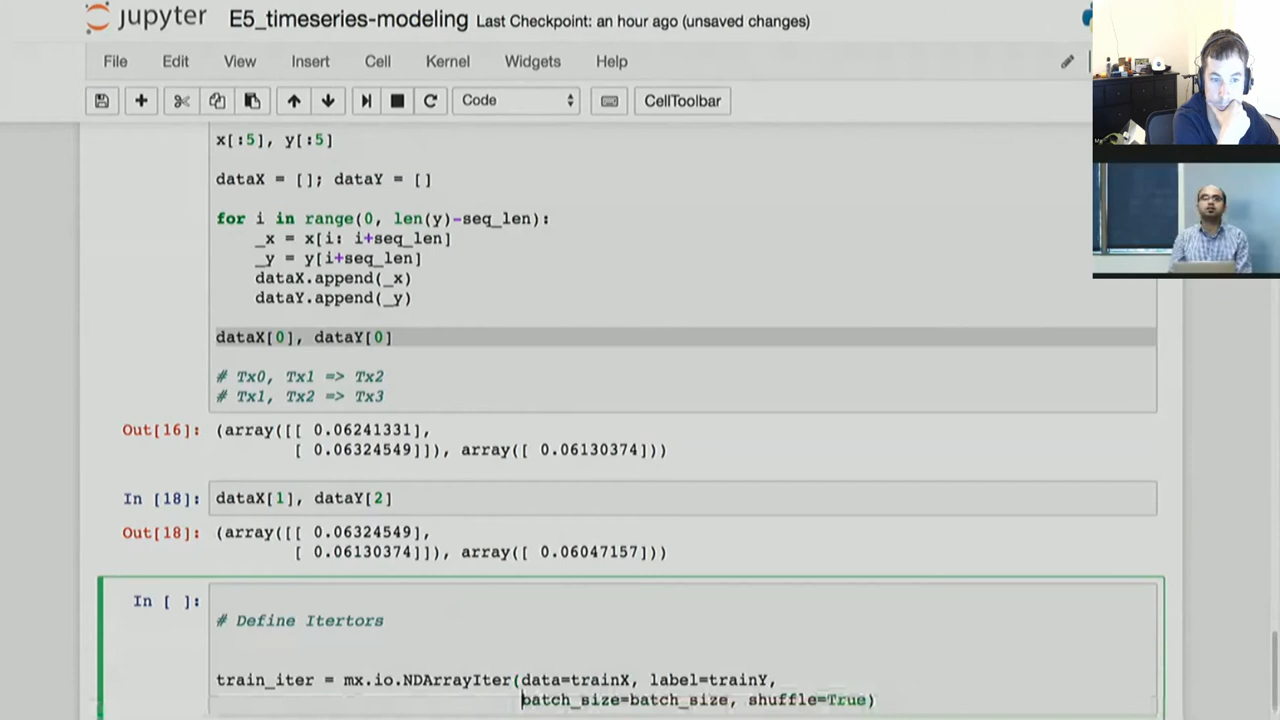 jupyter E5_timeseries-modeling Last Checkpoint: an hour ago (unsaved changes)
File Edit View Insert Cell Kernel Widgets Help
Code CellToolbar
x[:5], y[:5]
dataX = []; dataY = []
for i in range(0, len(y)-seq_len):
    _x = x[i: i+seq_len]
    _y = y[i+seq_len]
    dataX.append(_x)
    dataY.append(_y)
dataX[0], dataY[0]
# Tx0, Tx1 => Tx2
# Tx1, Tx2 => Tx3
Out[16]: (array([[ 0.06241331],
[ 0.06324549]]), array([ 0.06130374]))
In [18]: dataX[1], dataY[2]
Out[18]: (array([[ 0.06324549],
[ 0.06130374]]), array([ 0.06047157]))
In [ ]:
# Define Itertors
train_iter = mx.io.NDArrayIter(data=trainX, label=trainY,
batch_size=batch_size, shuffle=True)